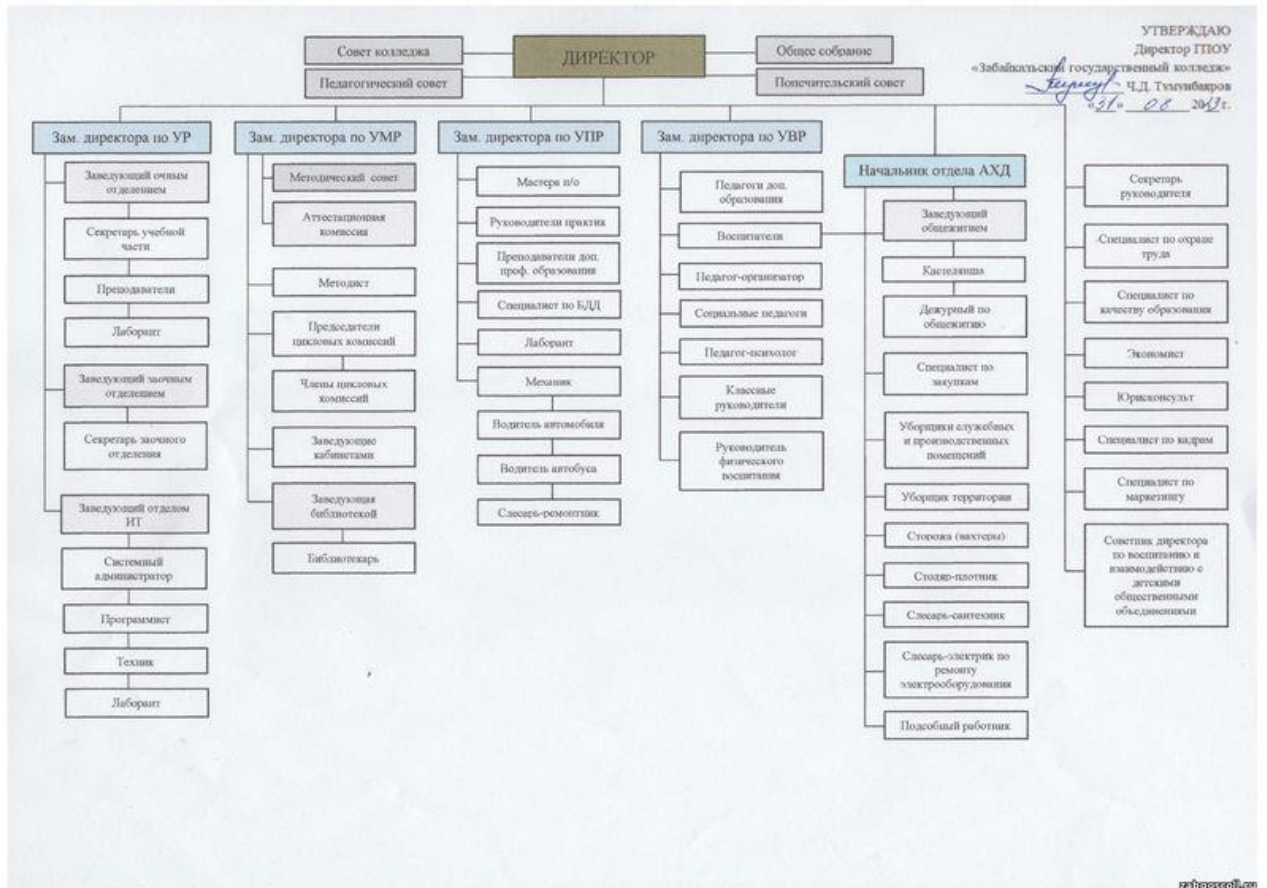 УТВЕРЖДАЮ
Директор ГПОУ
«Забайкальский государственный колледж»
Ч.Д. Тумунбаяров
«31» 08
Совет колледжа
ДИРЕКТОР
Общее собрание
Педагогический совет
Попечительский совет
Зам. директора по УР
Заведующий очным
отделением
Секретарь учебной
части
Преподаватели
Лаборант
Заведующий заочным
отделением
Секретарь заочного
отделения
Заведующий отделом
ИТ
Системный
администратор
Программист
Техник
Лаборант
Зам. директора по УМР
Методический совет
Аттестационная
комиссия
Методист
Председатели
цикловых комиссий
Члены цикловых
комиссий
Заведующие
кабинетами
Заведующая
библиотекой
Библиотекарь
Зам. директора по УПР
Мастера п/о
Руководители практик
Преподаватели доп.
проф. образования
Специалист по БДД
Лаборант
Механик
Водитель автомобиля
Водитель автобуса
Слесарь-ремонтник
Зам. директора по УВР
Педагоги доп.
образования
Воспитатели
Педагог-организатор
Социальные педагоги
Педагог-психолог
Классные
руководители
Руководитель
физического
воспитания
Начальник отдела АХД
Заведующий
общежитием
Кастелянша
Дежурный по
общежитию
Специалист по
закупкам
Уборщики служебных
и производственных
помещений
Уборщик территории
Сторожа (вахтеры)
Столяр-плотник
Слесарь-сантехник
Слесарь-электрик по
ремонту
электрооборудования
Подсобный работник
Секретарь
руководителя
Специалист по охране
труда
Специалист по
качеству образования
Экономист
Юрисконсульт
Специалист по кадрам
Специалист по
маркетингу
Советник директора
по воспитанию и
взаимодействию с
детскими
общественными
объединениями
zabgoscoll.ru